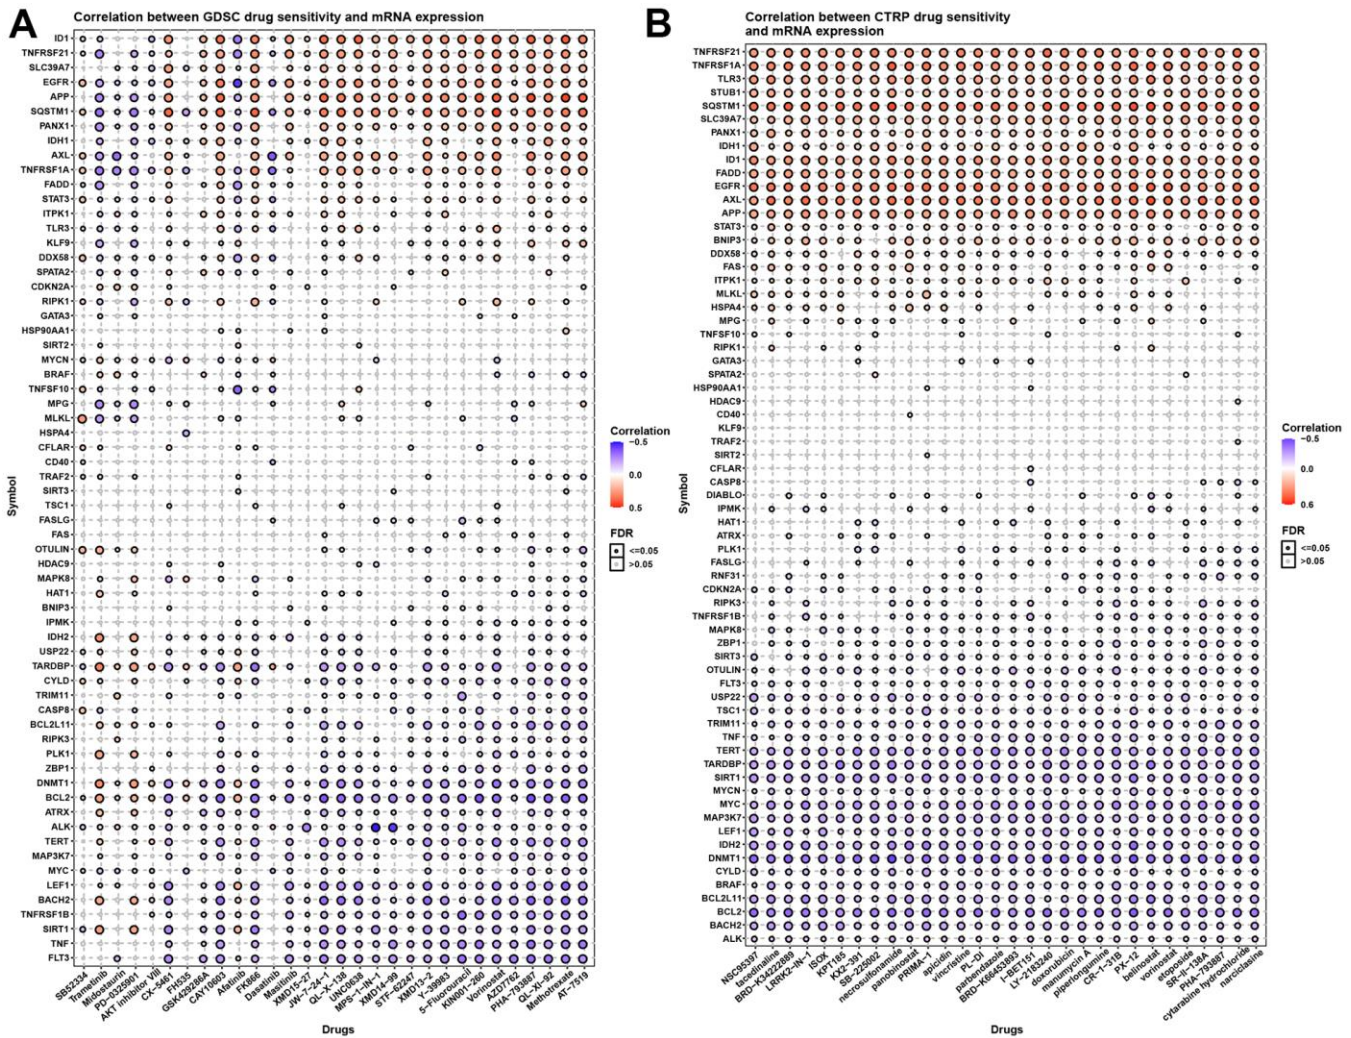 A
Correlation between GDSC drug sensitivity and mRNA expression
ID1
TNFRSF21
SLC39A7
EGFR
APP
SQSTM1
PANX1
IDH1
AXL
TNFRSF1A
FADD
STAT3
ITPK1
TLR3
KLF9
DDX58
SPATA2
CDKN2A
RIPK1
GATA3
HSP90AA1
SIRT2
MYCN
BRAF
TNFSF10
MPG
MLKL
HSPA4
CFLAR
CD40
TRAF2
SIRT3
TSC1
FASLG
FAS
OTULIN
HDAC9
MAPK8
HAT1
BNIP3
IPMK
IDH2
USP22
TARDBP
CYLD
TRIM11
CASP8
BCL2L11
RIPK3
PLK1
ZBP1
DNMT1
BCL2
ATRX
ALK
TERT
MAP3K7
MYC
LEF1
BACH2
TNFRSF1B
SIRT1
TNF
FLT3
Symbol
SB52334
Trametinib
Midostaurin
PD-0325901
AKT inhibitor VIII
CX-5461
FH535
GSK429286A
CAY10603
Afatinib
FK866
Dasatinib
Masitinib
XMD15-27
JW-7-24-1
QL-X-138
UNC0638
MPS-1-IN-1
XMD14-99
STF-62247
XMD13-2
Y-39983
5-Fluorouracil
KIN001-260
Vorinostat
AZD7762
PHA-793887
QL-XI-92
Methotrexate
AT-7519
Drugs
Correlation
-0.5
0.0
0.5
FDR
<=0.05
>0.05
B
Correlation between CTRP drug sensitivity
and mRNA expression
TNFRSF21
TNFRSF1A
TLR3
STUB1
SQSTM1
SLC39A7
PANX1
IDH1
ID1
FADD
EGFR
AXL
APP
STAT3
BNIP3
DDX58
FAS
ITPK1
MLKL
HSPA4
MPG
TNFSF10
RIPK1
GATA3
SPATA2
HSP90AA1
HDAC9
CD40
KLF9
TRAF2
SIRT2
CFLAR
CASP8
DIABLO
IPMK
HAT1
ATRX
PLK1
FASLG
RNF31
CDKN2A
RIPK3
TNFRSF1B
MAPK8
ZBP1
SIRT3
OTULIN
FLT3
USP22
TSC1
TRIM11
TNF
TERT
TARDBP
SIRT1
MYCN
MYC
MAP3K7
LEF1
IDH2
DNMT1
CYLD
BRAF
BCL2L11
BCL2
BACH2
ALK
Symbol
NSC95397
tacedinaline
BRD-K34222889
LRRK2-IN-1
ISOX
KPT185
KX2-391
SB-225002
necrosulfonamide
panobinostat
PRIMA-1
aplicidin
vincristine
PL-DI
parbendazole
BRD-K66453893
I-BET151
LY-2183240
doxorubicin
manumycin A
piperlongumine
CR-1-31B
PX-12
belinostat
vorinostat
etoposide
SR-II-138A
PHA-793887
cytarabine hydrochloride
narciclasine
Drugs
Correlation
-0.5
0.0
0.6
FDR
<=0.05
>0.05